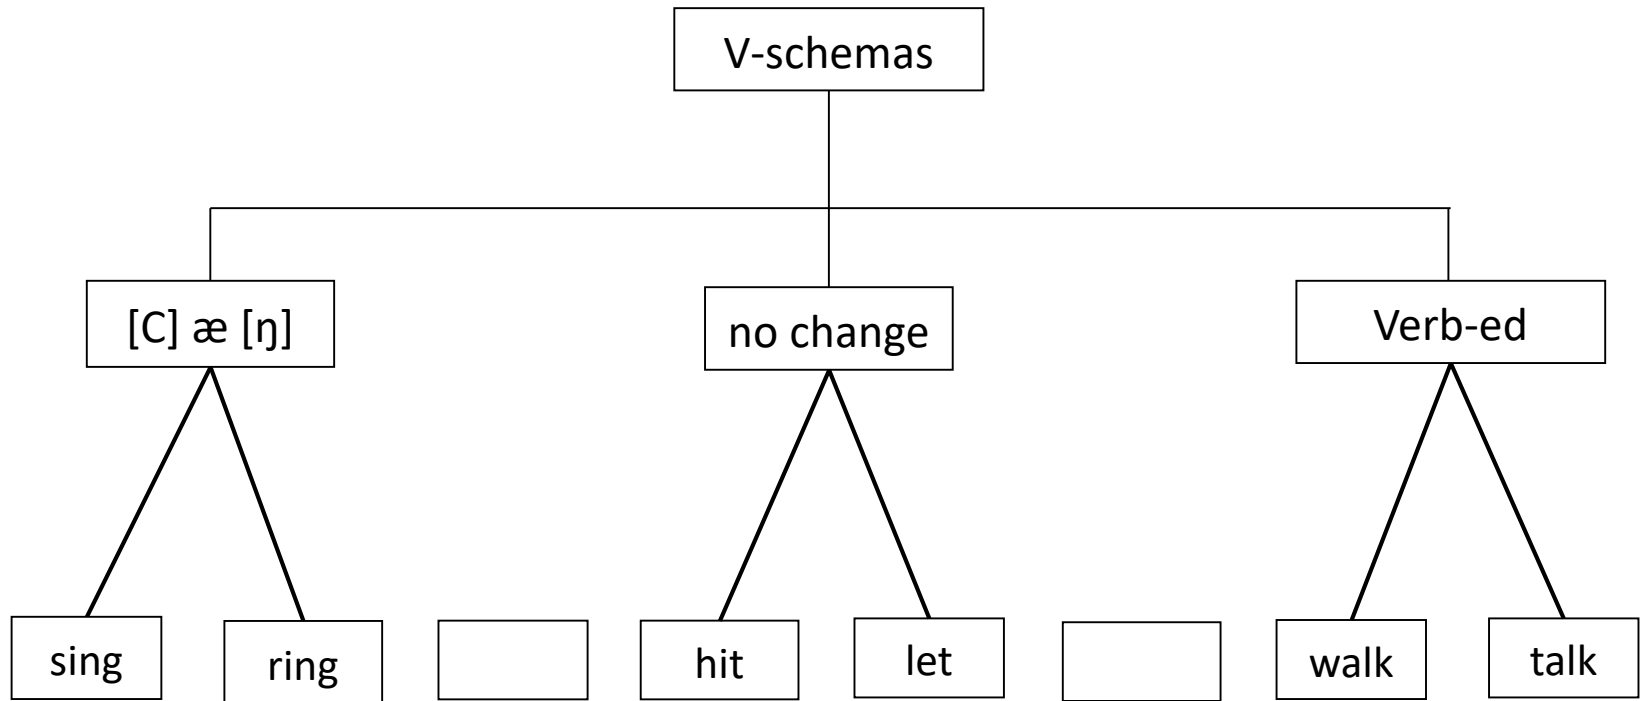 V-schemas
[C] æ [ŋ]
no change
Verb-ed
sing
ring
hit
let
walk
talk